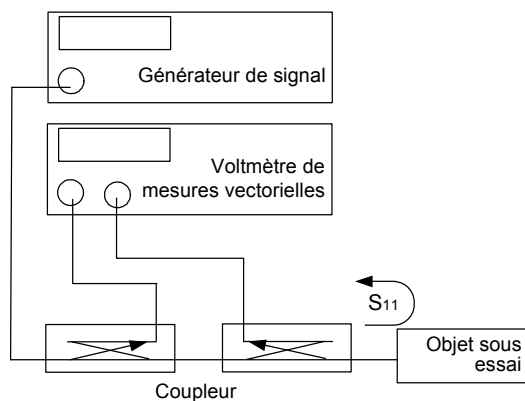 Générateur de signal
Voltmètre de
mesures vectorielles
S11
Objet sous
essai
Coupleur